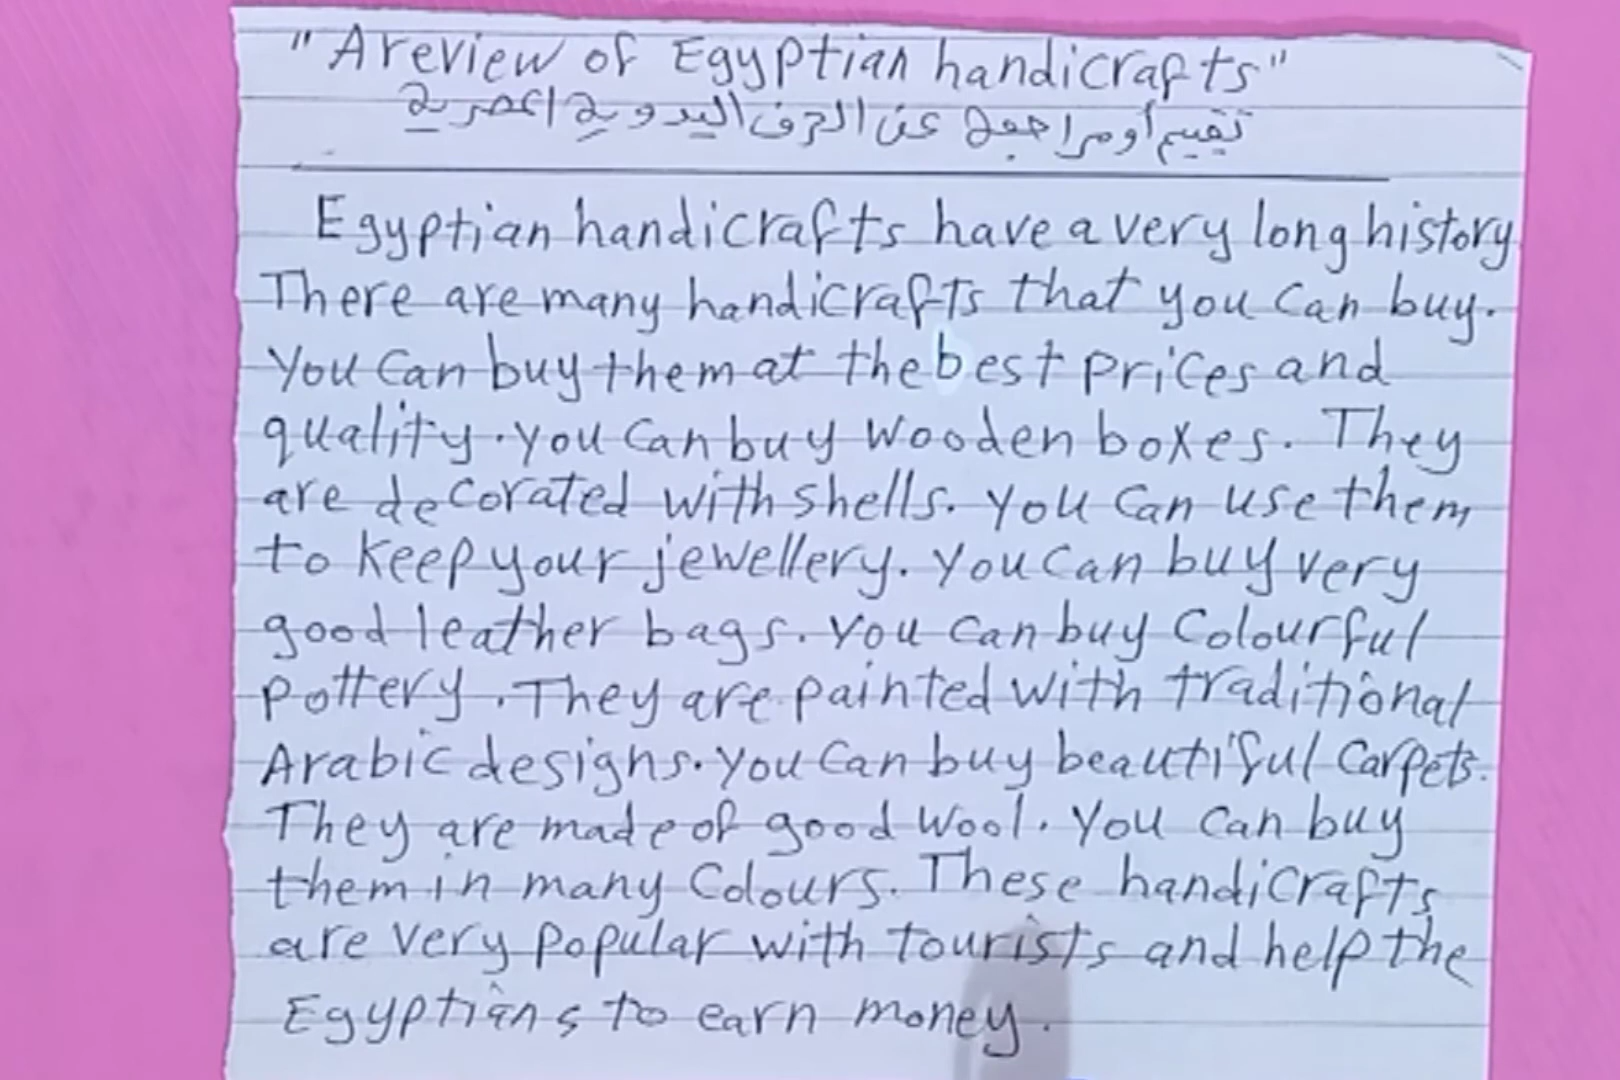 "A review of Egyptian handicrafts"
تقييم أو مراجعة عن الحرف اليدوية المصرية
Egyptian handicrafts have a very long history.
There are many handicrafts that you can buy.
You can buy them at the best prices and
quality. you can buy wooden boxes. They
are decorated with shells. you can use them
to keep your jewellery. you can buy very
good leather bags. you can buy colourful
pottery. They are painted with traditional
Arabic designs. you can buy beautiful carpets.
They are made of good wool. you can buy
them in many colours. These handicrafts
are very popular with tourists and help the
Egyptians to earn money.